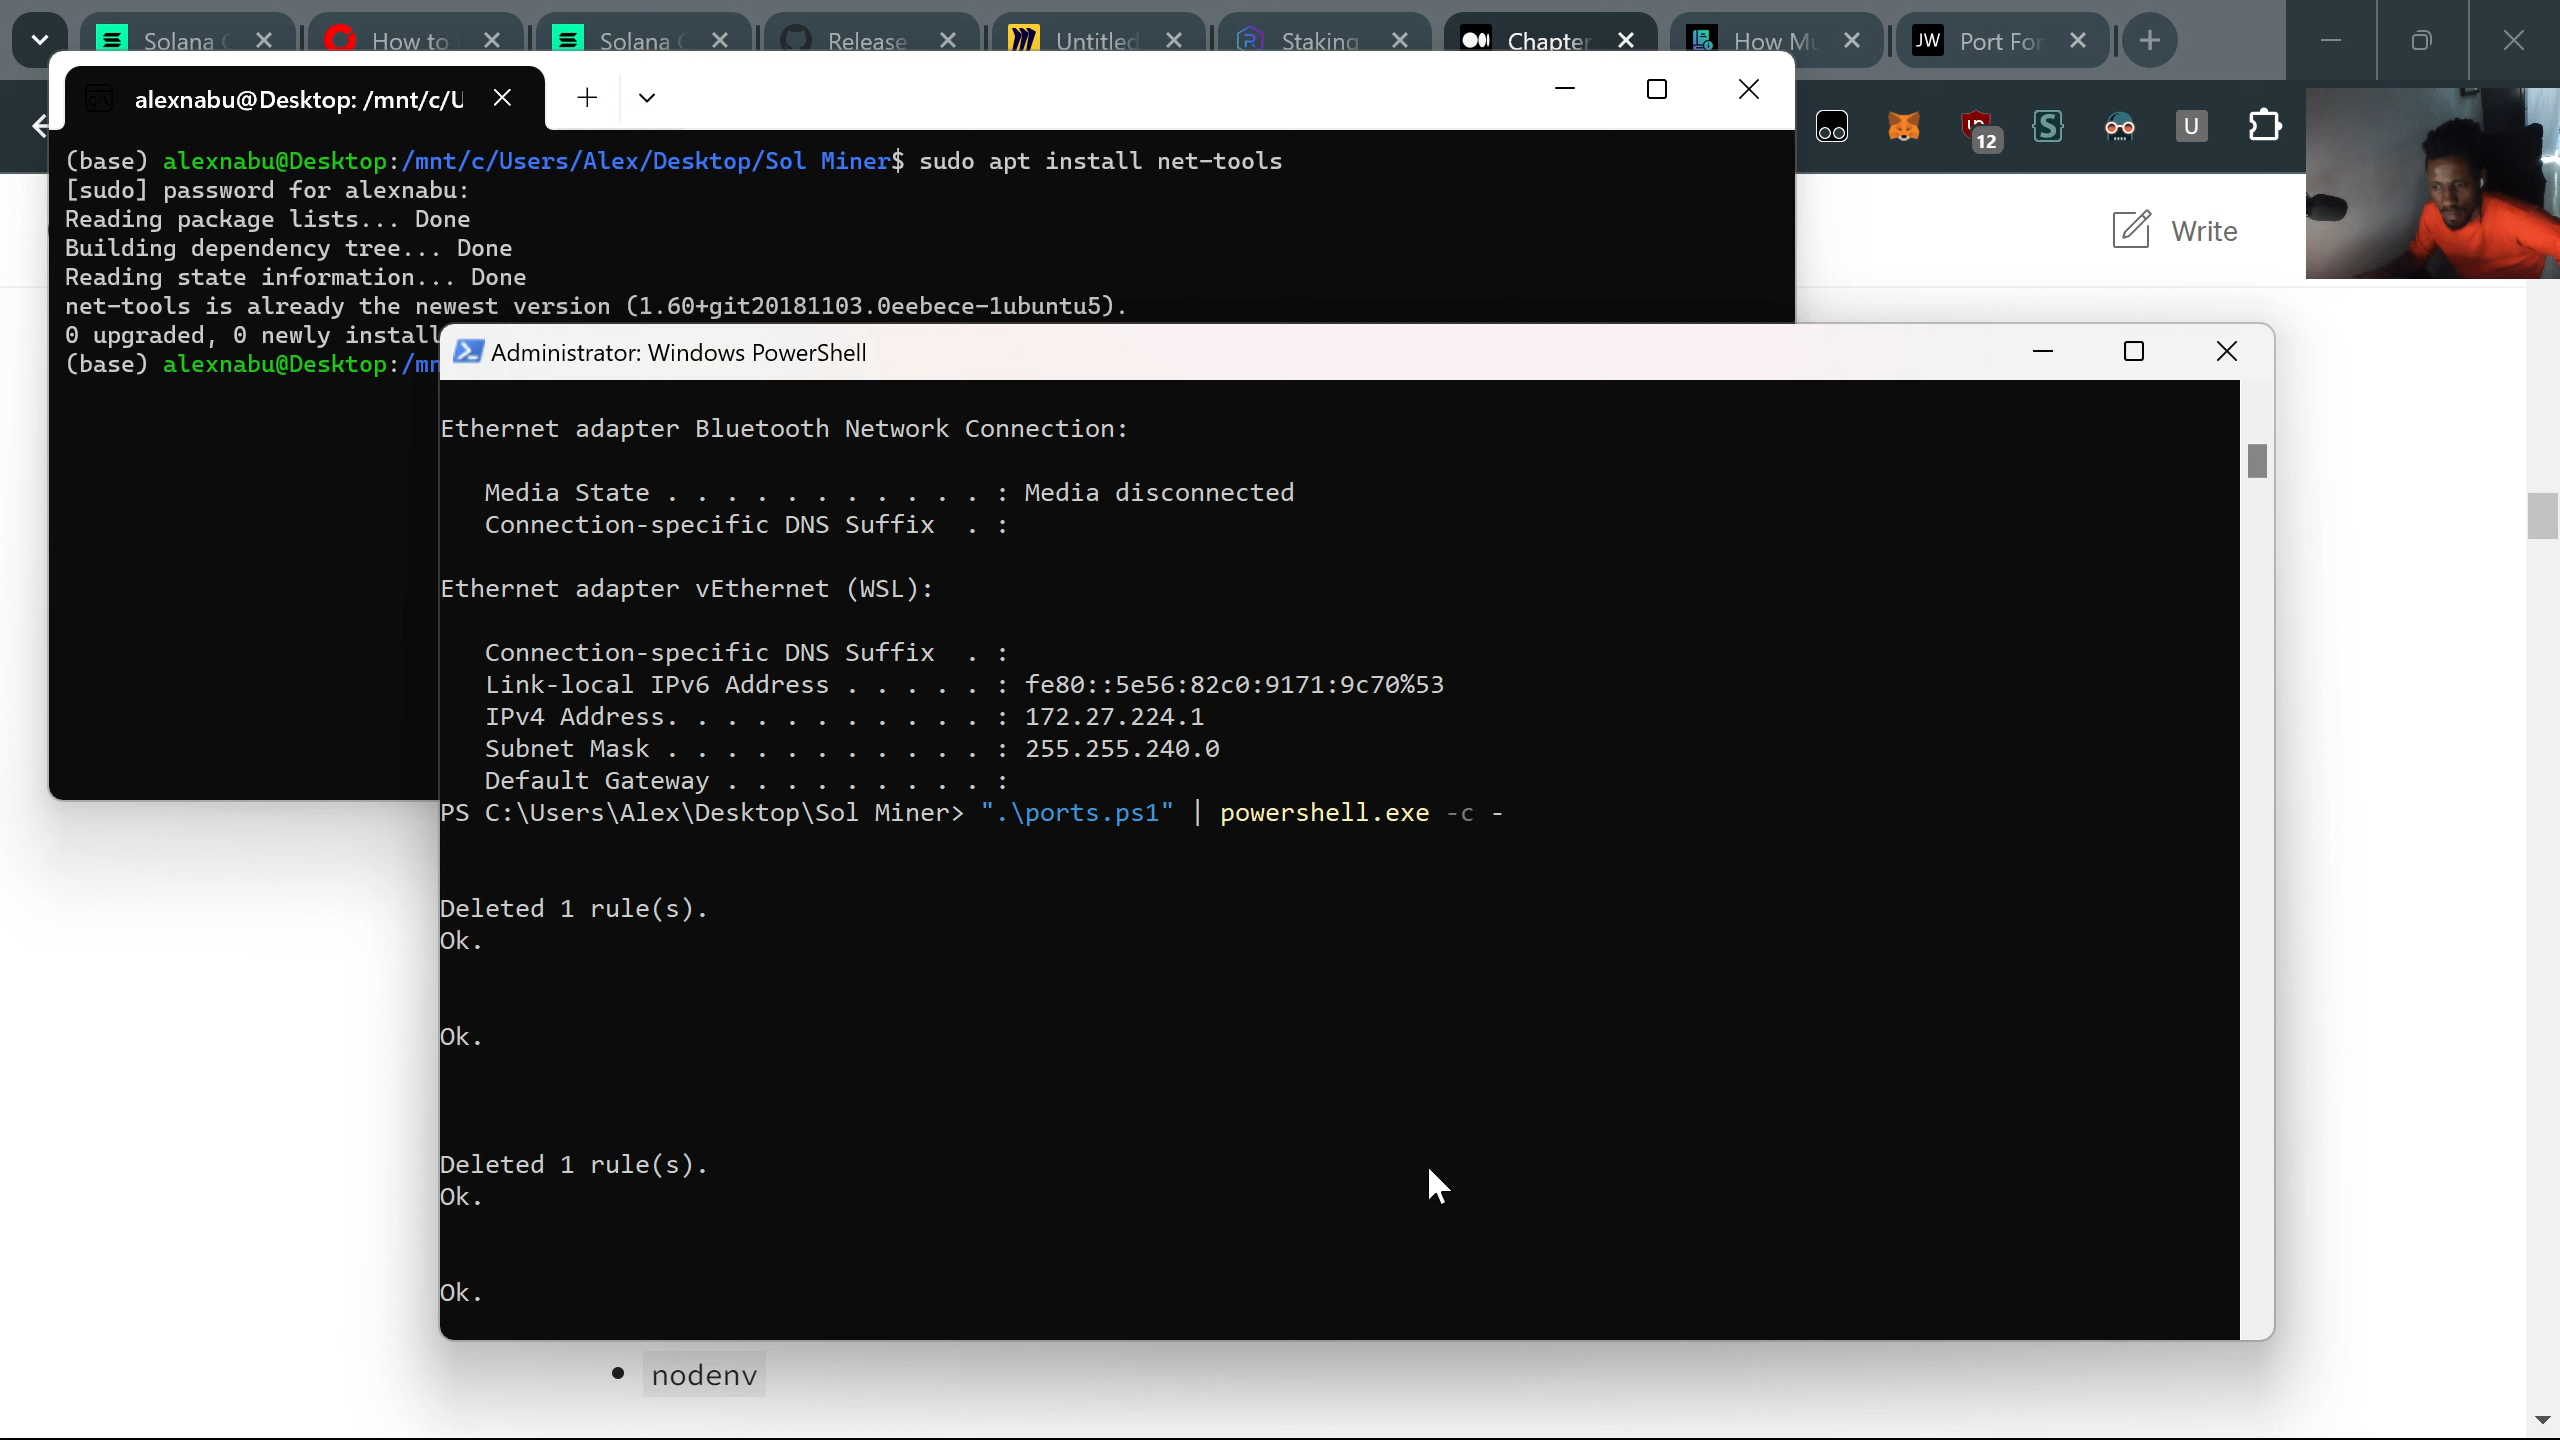 Solana
How to
Solana
Release
Untitled
Staking
Chapter
How Mu
JW Port For
alexnabu@Desktop: /mnt/c/U
12
S
U
Write
(base) alexnabu@Desktop:/mnt/c/Users/Alex/Desktop/Sol Miner$ sudo apt install net-tools
[sudo] password for alexnabu:
Reading package lists... Done
Building dependency tree... Done
Reading state information... Done
net-tools is already the newest version (1.60+git20181103.0eebece-1ubuntu5).
0 upgraded, 0 newly install
(base) alexnabu@Desktop:/mn
Administrator: Windows PowerShell
Ethernet adapter Bluetooth Network Connection:
Media State . . . . . . . . . . . : Media disconnected
Connection-specific DNS Suffix . :
Ethernet adapter vEthernet (WSL):
Connection-specific DNS Suffix . :
Link-local IPv6 Address . . . . . : fe80::5e56:82c0:9171:9c70%53
IPv4 Address. . . . . . . . . . . : 172.27.224.1
Subnet Mask . . . . . . . . . . . : 255.255.240.0
Default Gateway . . . . . . . . . :
PS C:\Users\Alex\Desktop\Sol Miner> ".\ports.ps1" | powershell.exe -c -
Deleted 1 rule(s).
Ok.
Ok.
Deleted 1 rule(s).
Ok.
Ok.
• nodenv